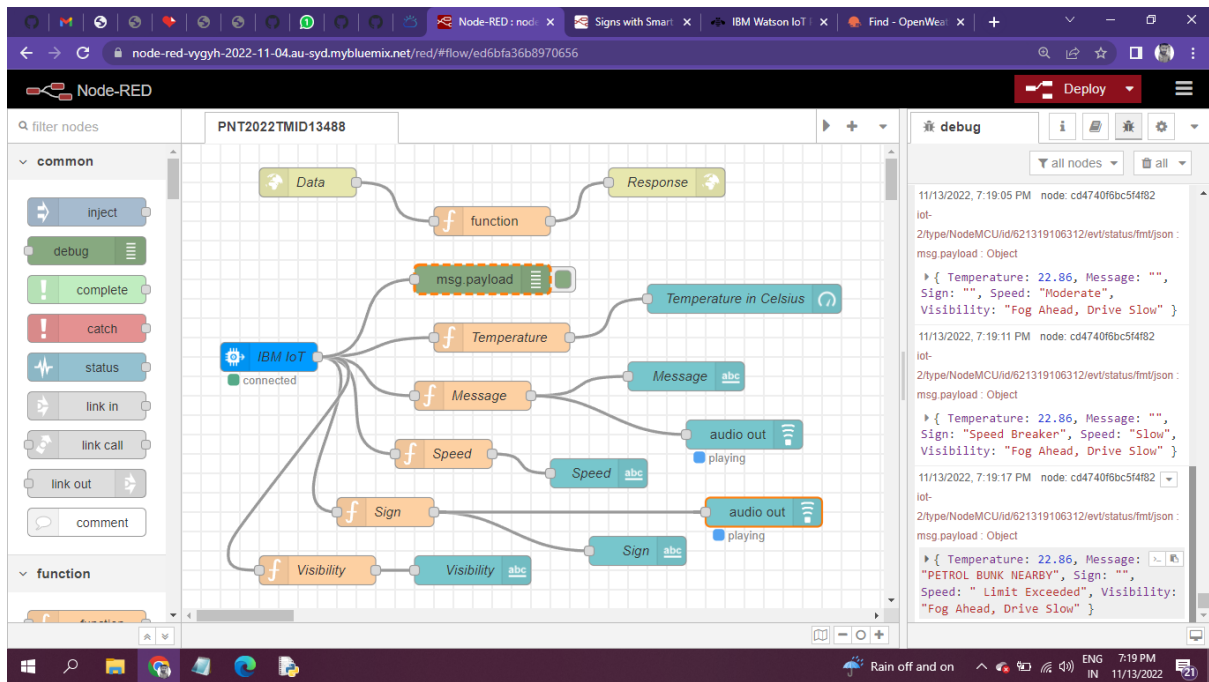 Node-RED : node
Signs with Smart
IBM Watson IoT
Find - OpenWeat
node-red-vygyh-2022-11-04.au-syd.mybluemix.net/red/#flow/ed6bfa36b8970656
Node-RED
Deploy
filter nodes
PNT2022TMID13488
debug
i
common
all nodes
all
inject
debug
complete
catch
status
link in
link call
link out
comment
function
function
Data
Response
f function
msg.payload
Temperature in Celsius
f Temperature
IBM IoT
connected
Message abc
f Message
audio out
playing
f Speed
Speed abc
f Sign
audio out
playing
Sign abc
f Visibility
Visibility abc
11/13/2022, 7:19:05 PM node: cd4740f6bc5f4f82
iot-
2/type/NodeMCU/id/621319106312/evt/status/fmt/json :
msg.payload : Object
{ Temperature: 22.86, Message: "",
Sign: "", Speed: "Moderate",
Visibility: "Fog Ahead, Drive Slow" }
11/13/2022, 7:19:11 PM node: cd4740f6bc5f4f82
iot-
2/type/NodeMCU/id/621319106312/evt/status/fmt/json :
msg.payload : Object
{ Temperature: 22.86, Message: "",
Sign: "Speed Breaker", Speed: "Slow",
Visibility: "Fog Ahead, Drive Slow" }
11/13/2022, 7:19:17 PM node: cd4740f6bc5f4f82
iot-
2/type/NodeMCU/id/621319106312/evt/status/fmt/json :
msg.payload : Object
{ Temperature: 22.86, Message:
"PETROL BUNK NEARBY", Sign: "",
Speed: " Limit Exceeded", Visibility:
"Fog Ahead, Drive Slow" }
Rain off and on
ENG
IN
7:19 PM
11/13/2022
21